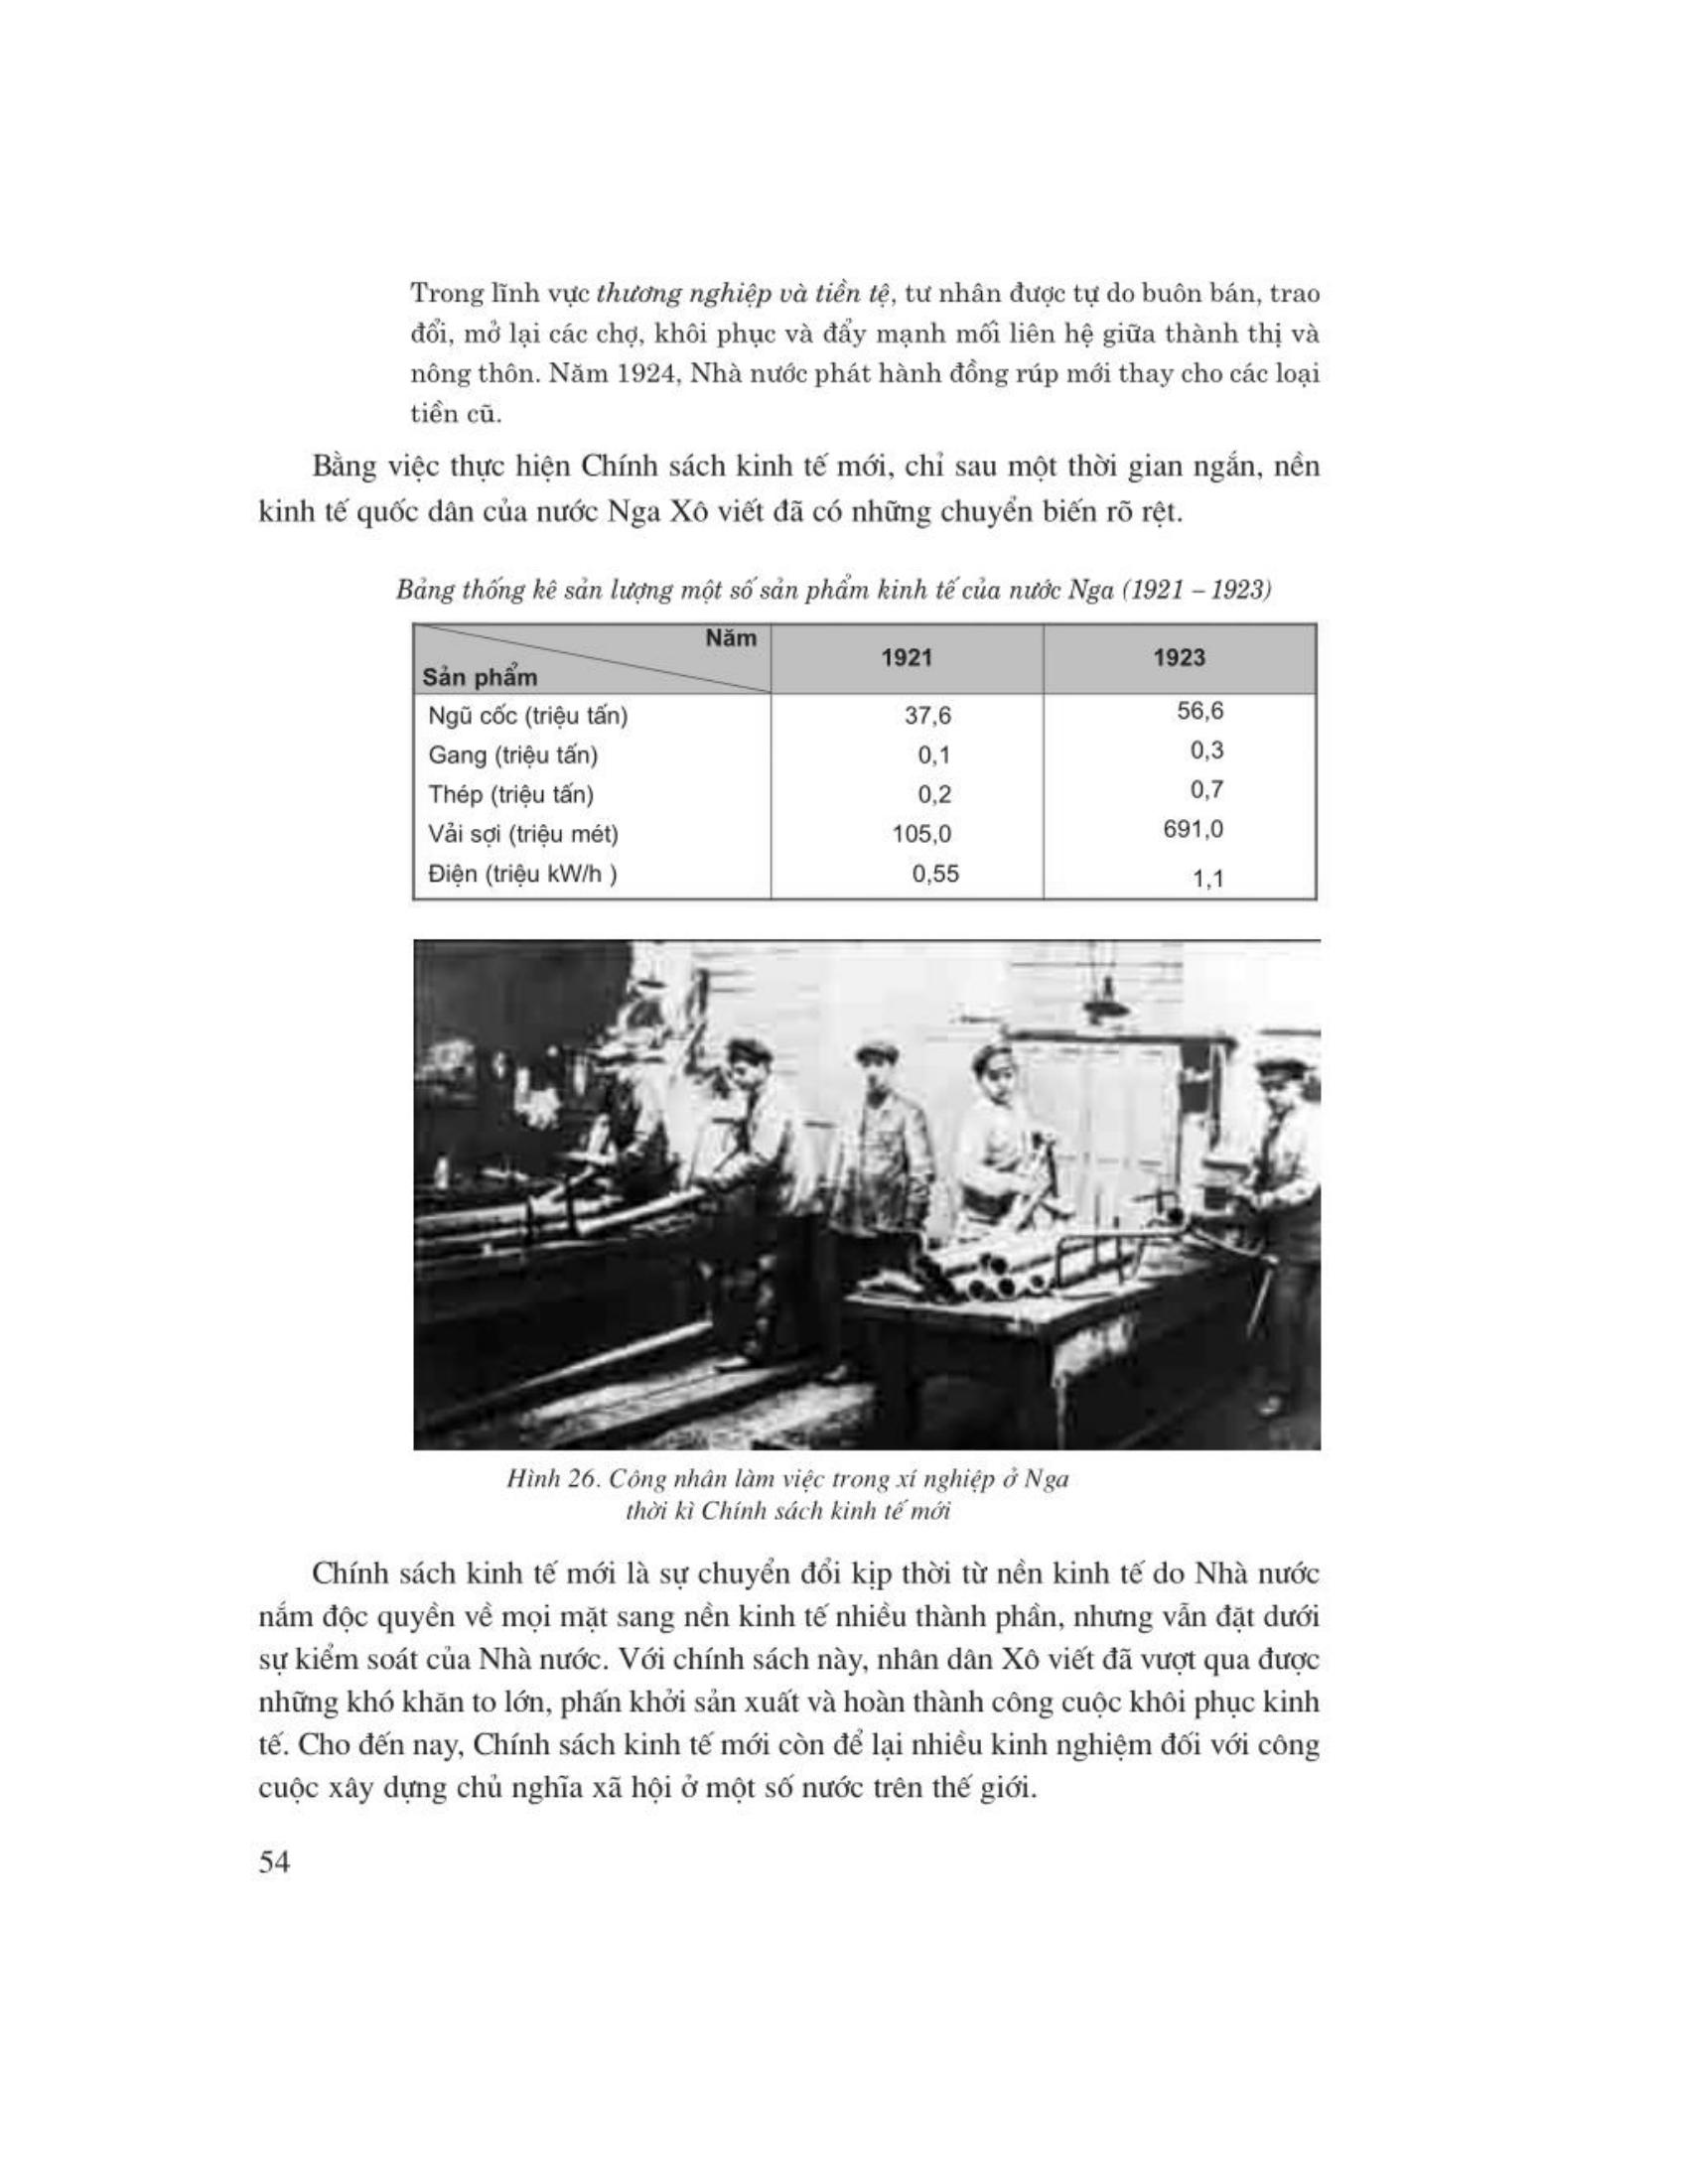 Trong lĩnh vực thương nghiệp và tiền tệ, tư nhân được tự do buôn bán, trao
đổi, mở lại các chợ, khôi phục và đẩy mạnh mối liên hệ giữa thành thị và
nông thôn. Năm 1924, Nhà nước phát hành đồng rúp mới thay cho các loại
tiền cũ.
Bằng việc thực hiện Chính sách kinh tế mới, chỉ sau một thời gian ngắn, nền
kinh tế quốc dân của nước Nga Xô viết đã có những chuyển biến rõ rệt.
Bảng thống kê sản lượng một số sản phẩm kinh tế của nước Nga (1921 – 1923)
Năm
Sản phẩm 1921 1923
Ngũ cốc (triệu tấn) 37,6 56,6
Gang (triệu tấn) 0,1 0,3
Thép (triệu tấn) 0,2 0,7
Vải sợi (triệu mét) 105,0 691,0
Điện (triệu kW/h ) 0,55 1,1
Hình 26. Công nhân làm việc trong xí nghiệp ở Nga
thời kì Chính sách kinh tế mới
Chính sách kinh tế mới là sự chuyển đổi kịp thời từ nền kinh tế do Nhà nước
nắm độc quyền về mọi mặt sang nền kinh tế nhiều thành phần, nhưng vẫn đặt dưới
sự kiểm soát của Nhà nước. Với chính sách này, nhân dân Xô viết đã vượt qua được
những khó khăn to lớn, phấn khởi sản xuất và hoàn thành công cuộc khôi phục kinh
tế. Cho đến nay, Chính sách kinh tế mới còn để lại nhiều kinh nghiệm đối với công
cuộc xây dựng chủ nghĩa xã hội ở một số nước trên thế giới.
54